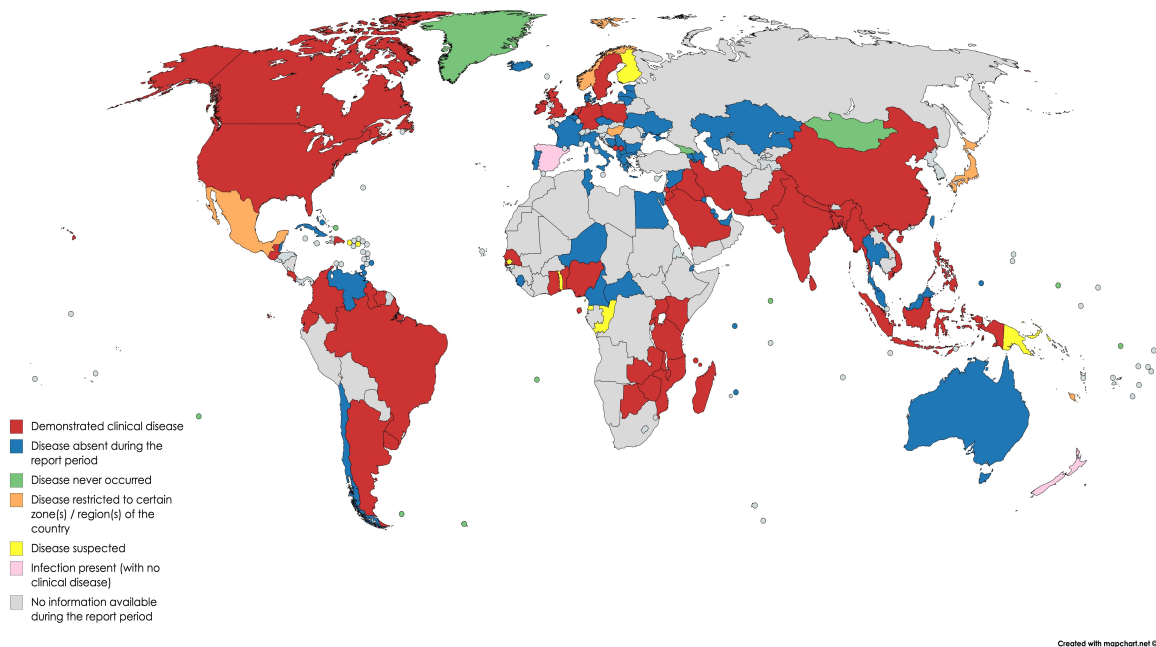 Demonstrated clinical disease
Disease absent during the
report period
Disease never occurred
Disease restricted to certain
zone(s) / region(s) of the
country
Disease suspected
Infection present (with no
clinical disease)
No information available
during the report period
Created with mapchart.net ©